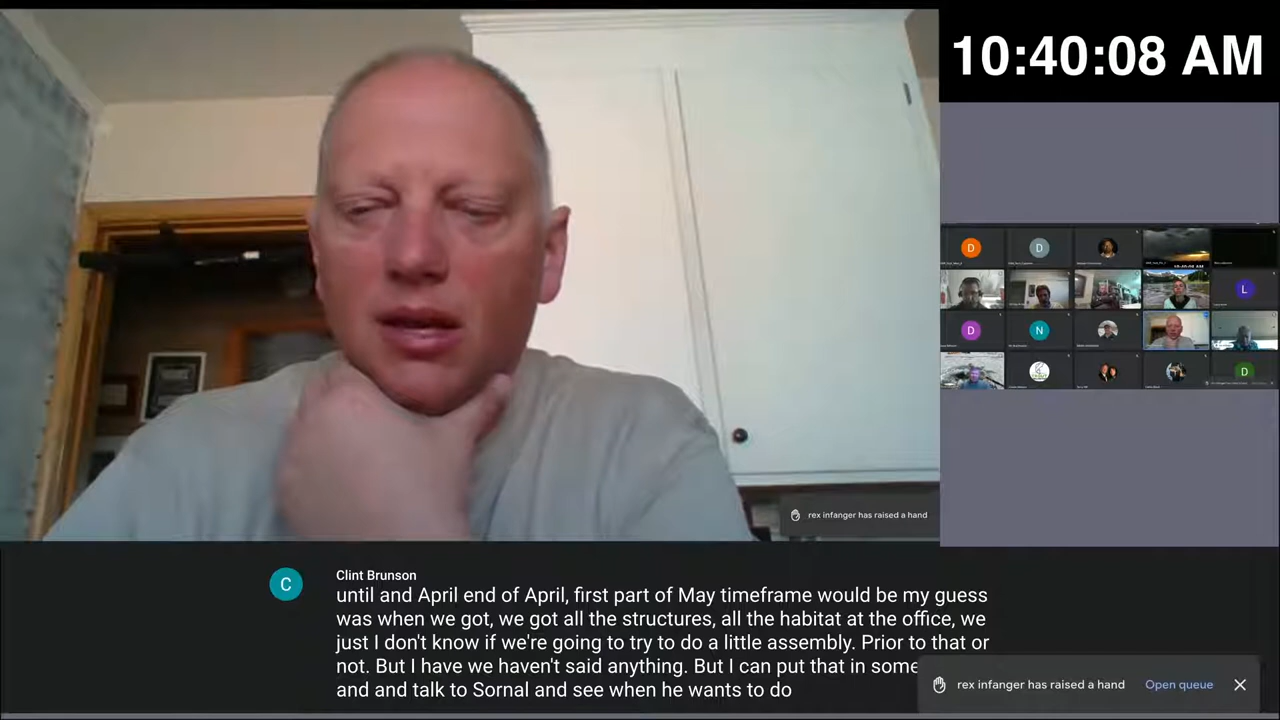 10:40:08 AM
D
D
L
D
N
D
rex infanger has raised a hand
C
Clint Brunson
until and April end of April, first part of May timeframe would be my guess
was when we got, we got all the structures, all the habitat at the office, we
just I don't know if we're going to try to do a little assembly. Prior to that or
not. But I have we haven't said anything. But I can put that in some
and and talk to Sornal and see when he wants to do
rex infanger has raised a hand
Open queue